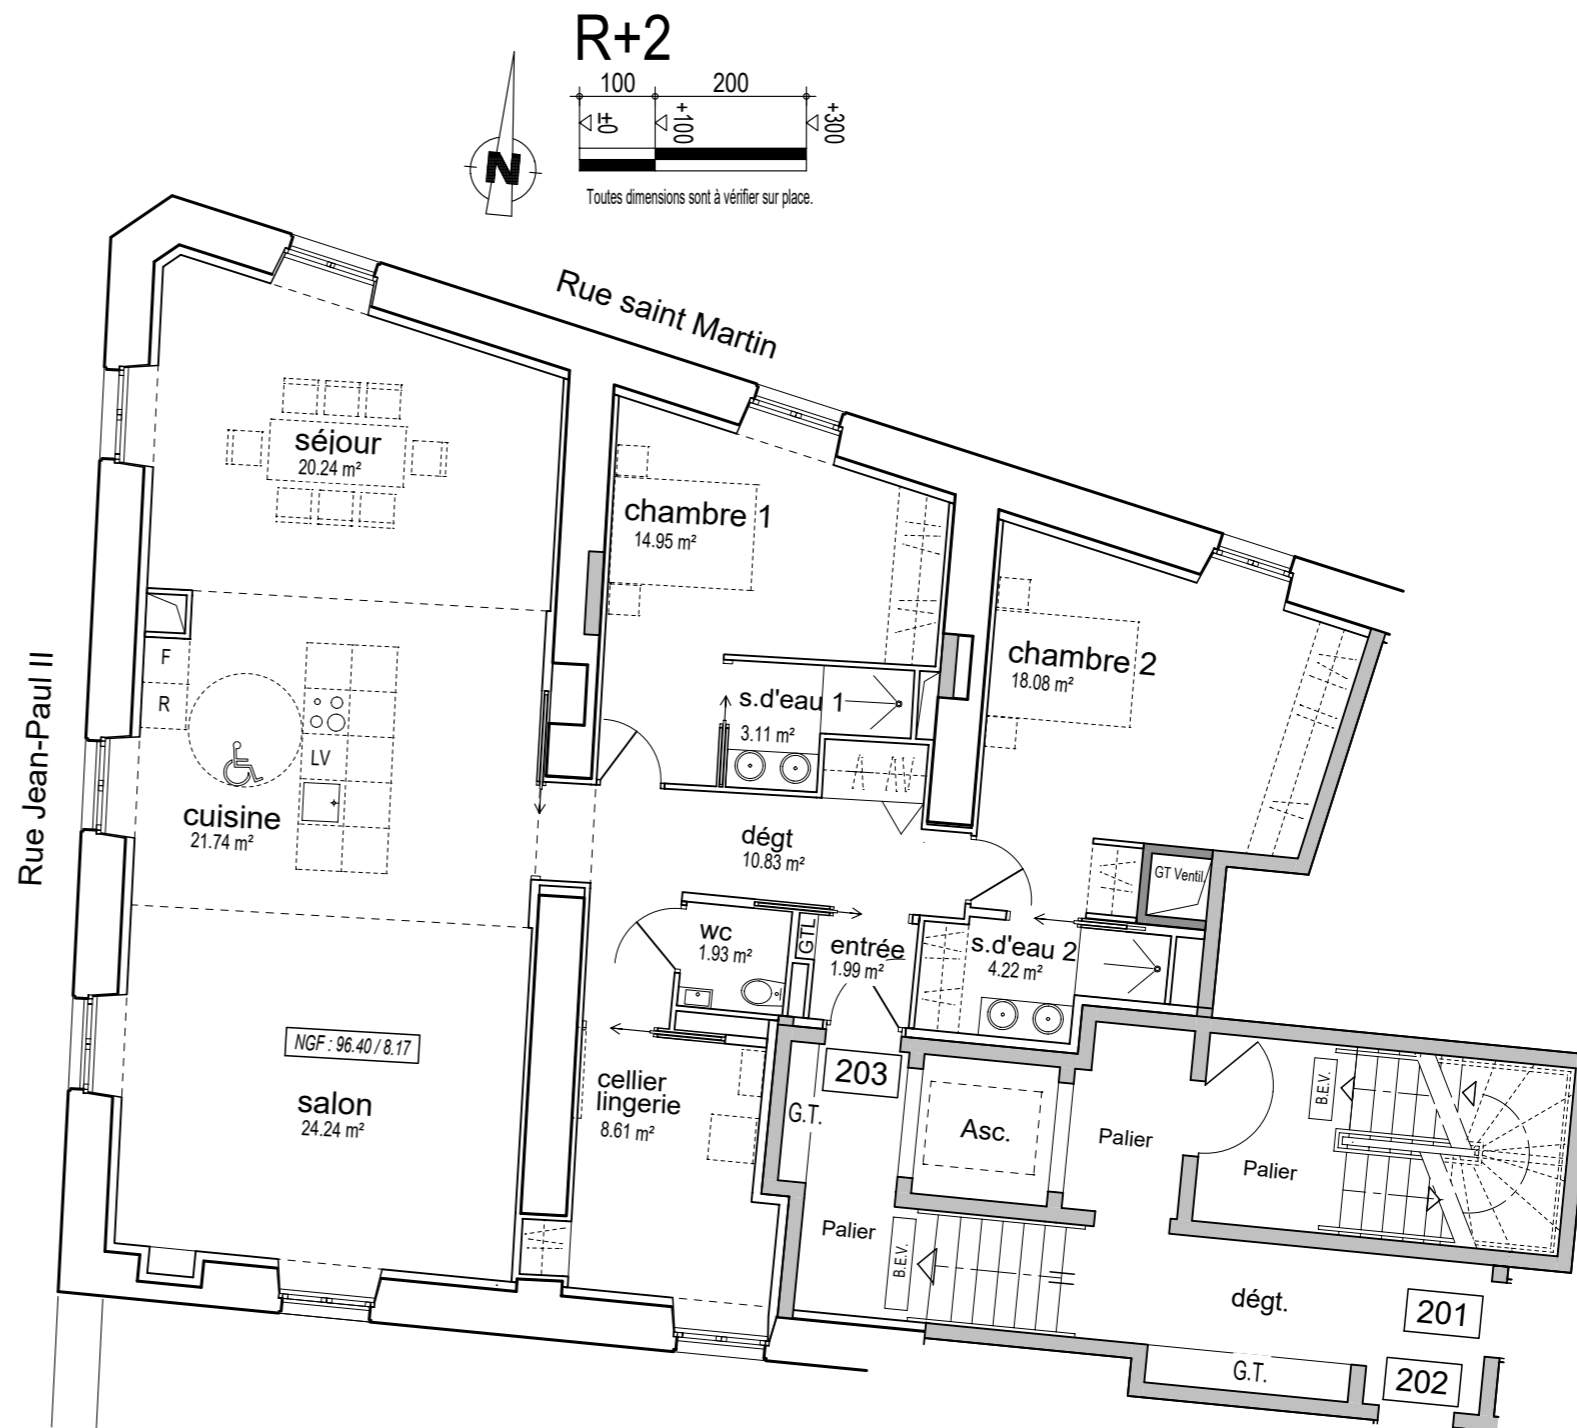 R+2
100
200
±0
+100
+300
N
Toutes dimensions sont à vérifier sur place.
Rue saint Martin
Rue Jean-Paul II
séjour
20.24 m²
chambre 1
14.95 m²
chambre 2
18.08 m²
F
R
LV
s.d'eau 1
3.11 m²
cuisine
21.74 m²
dégt
10.83 m²
GT Ventil.
wc
1.93 m²
GTL
entrée
1.99 m²
s.d'eau 2
4.22 m²
NGF : 96.40 / 8.17
salon
24.24 m²
cellier
lingerie
8.61 m²
203
G.T.
Asc.
Palier
Palier
B.E.V.
Palier
B.E.V.
dégt.
201
G.T.
202